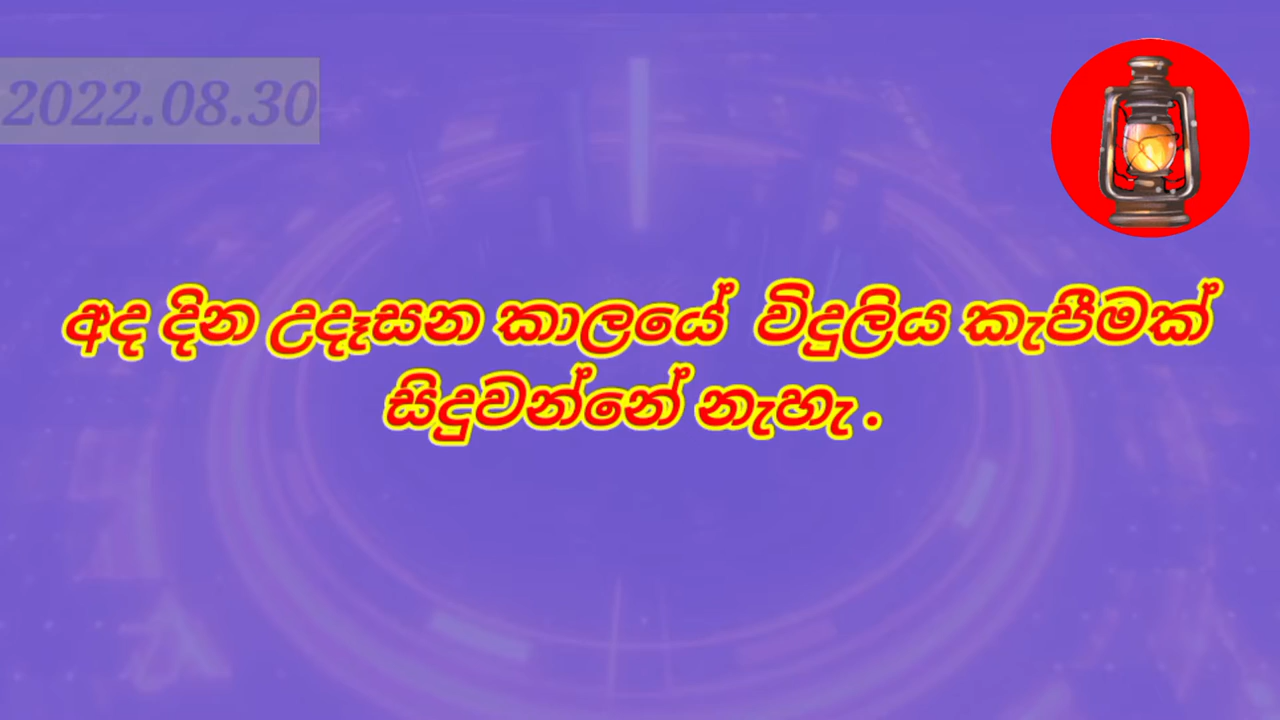 2022.08.30
අද දින උදෑසන කාලයේ විදුලිය කැපීමක්
සිදුවන්නේ නැහැ .